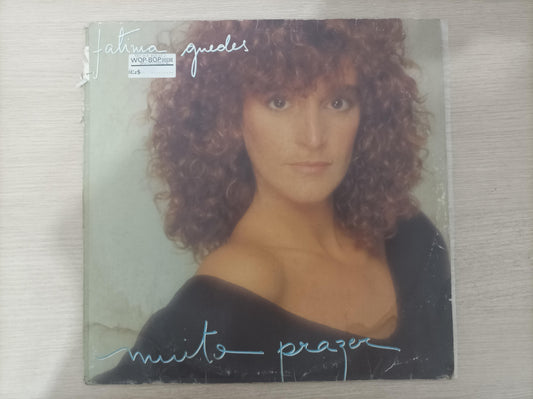 fatima guedes
WOP-BOP
muito prazer